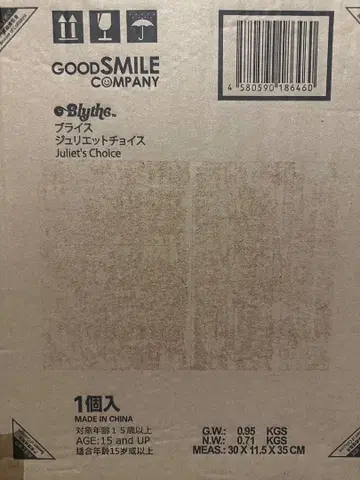 GOODSMILE
COMPANY
4 580590 186460
Blythe™
ブライス
ジュリエットチョイス
Juliet's Choice
1個入
MADE IN CHINA
対象年齢１５歳以上
AGE:15 and UP
適合年齡15岁或以上
G.W.: 0.95 KGS
N.W.: 0.71 KGS
MEAS.: 30 X 11.5 X 35 CM